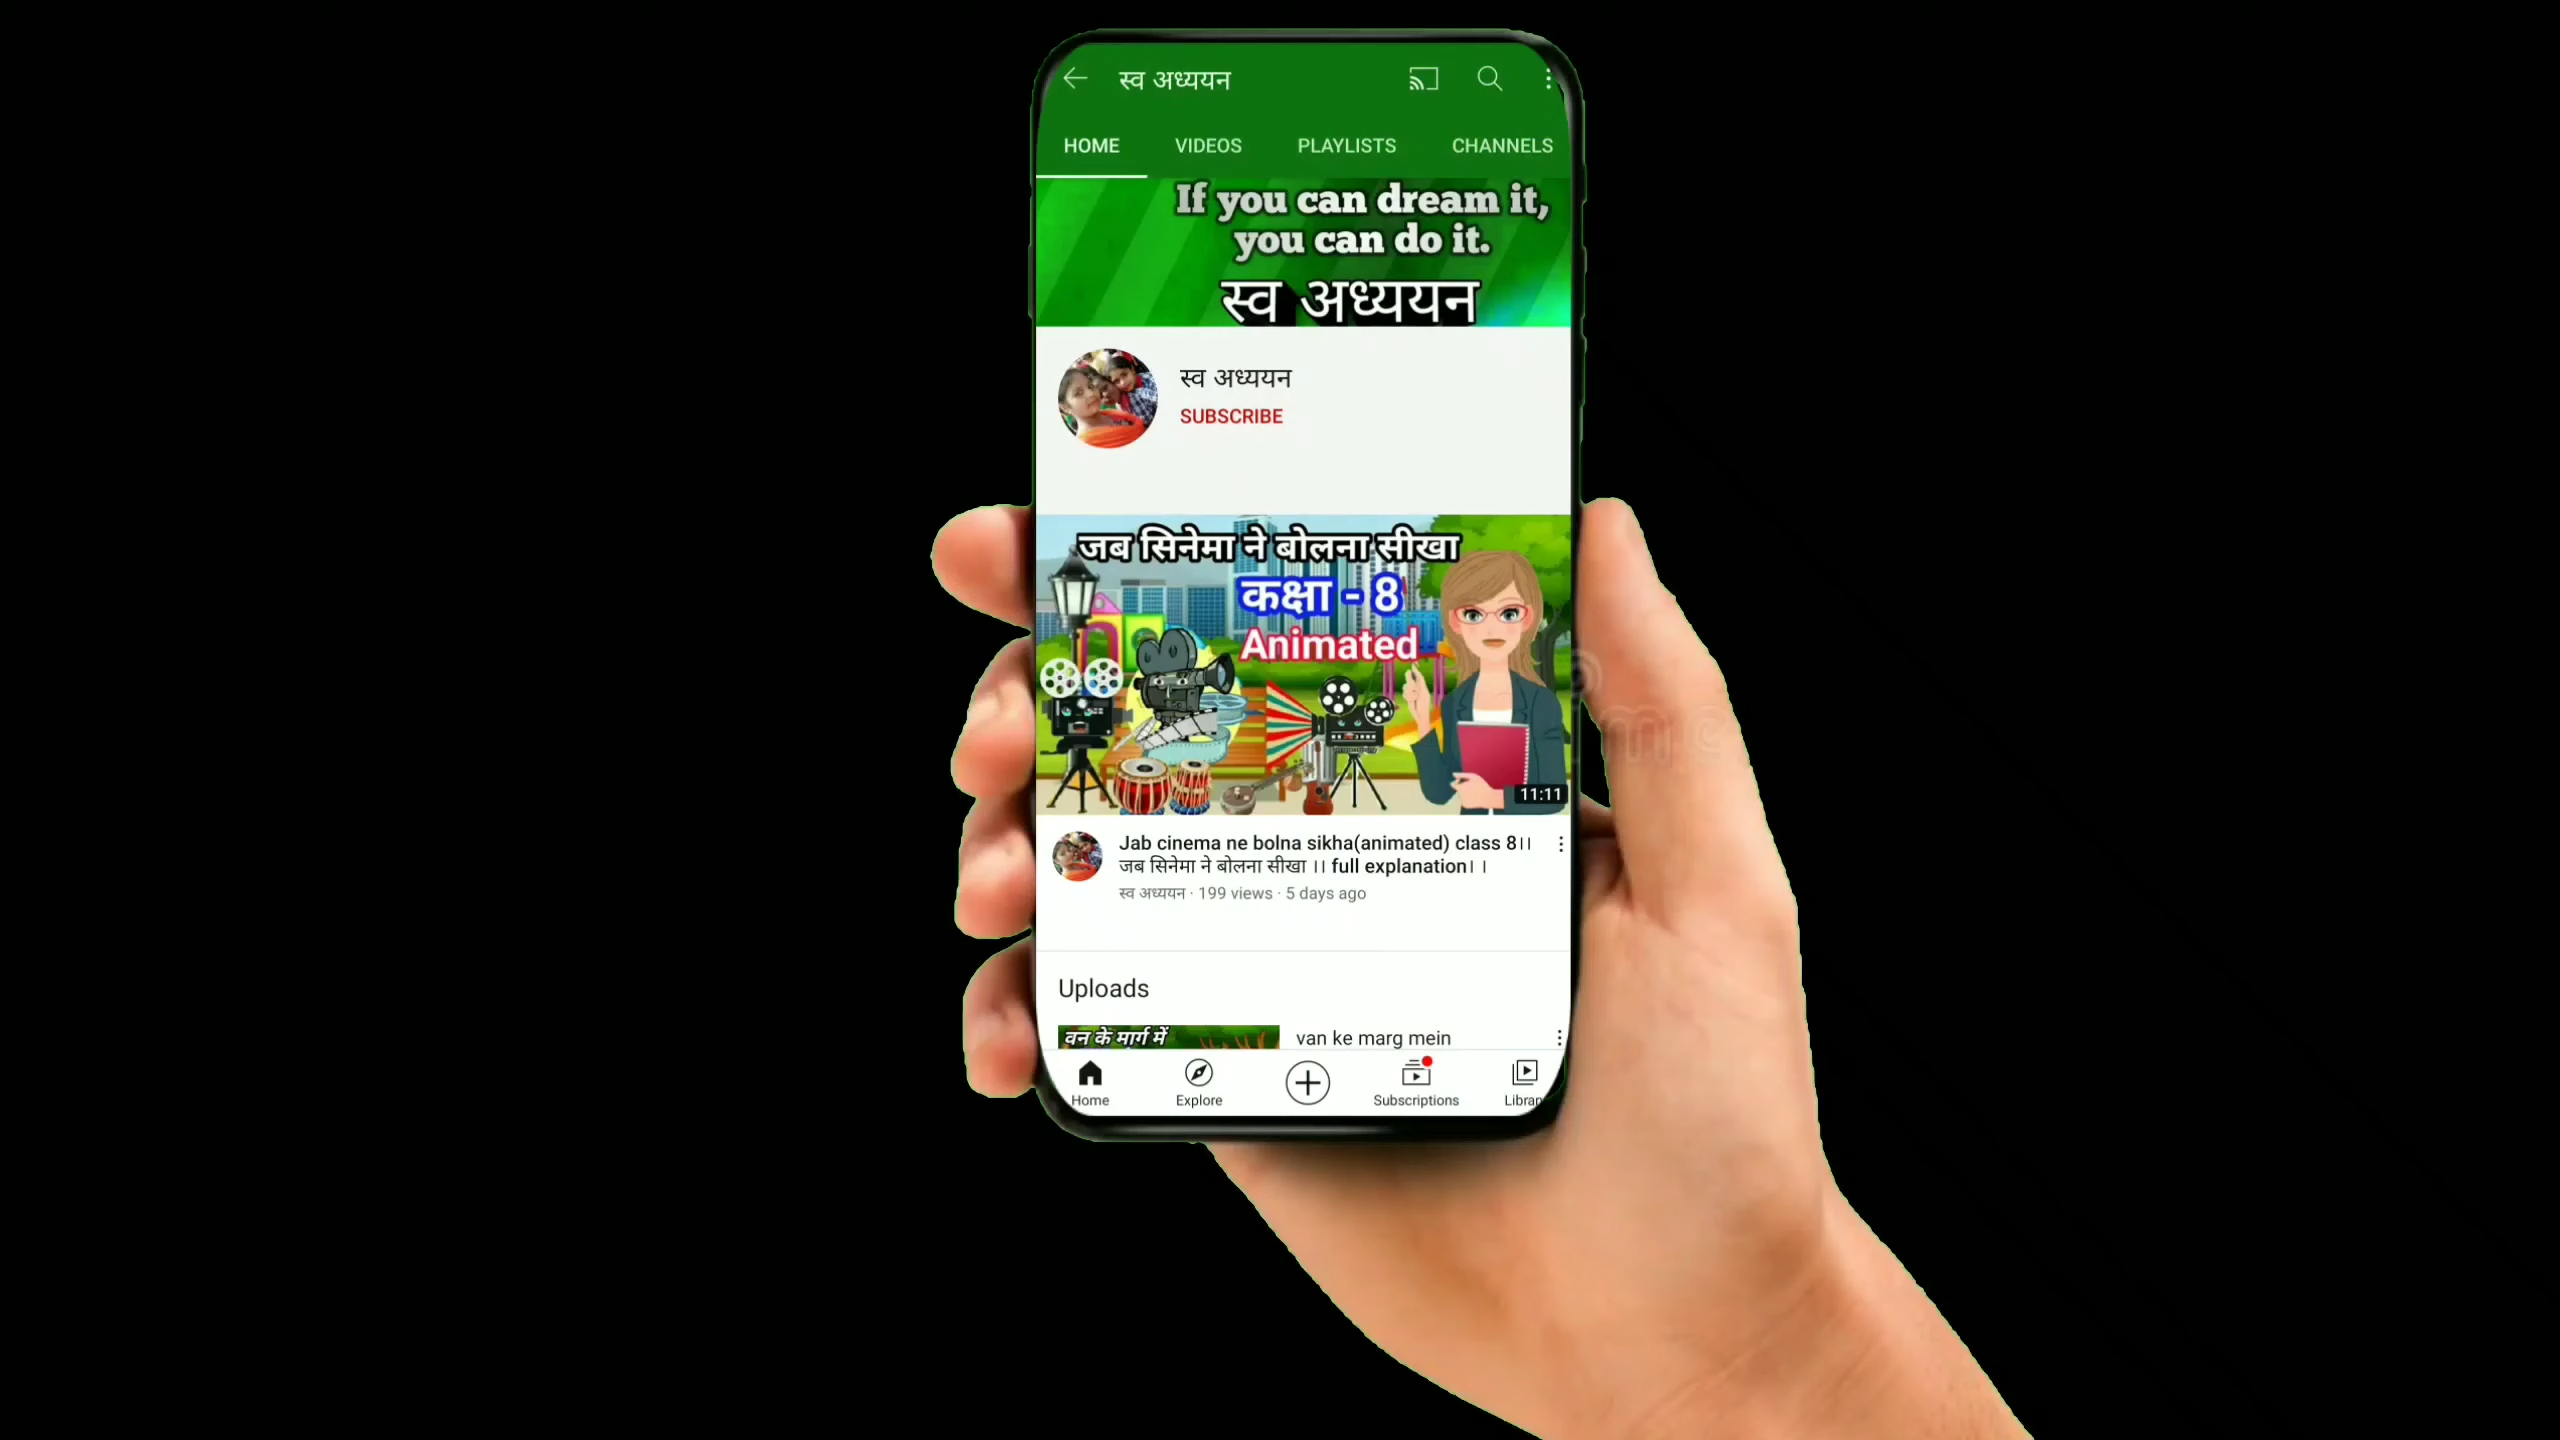 स्व अध्ययन
HOME VIDEOS PLAYLISTS CHANNELS
If you can dream it,
you can do it.
स्व अध्ययन
स्व अध्ययन
SUBSCRIBE
जब सिनेमा ने बोलना सीखा
कक्षा - 8
Animated
11:11
Jab cinema ne bolna sikha(animated) class 8।।
जब सिनेमा ने बोलना सीखा ।। full explanation।।
स्व अध्ययन · 199 views · 5 days ago
Uploads
वन के मार्ग में
van ke marg mein
Home Explore Subscriptions